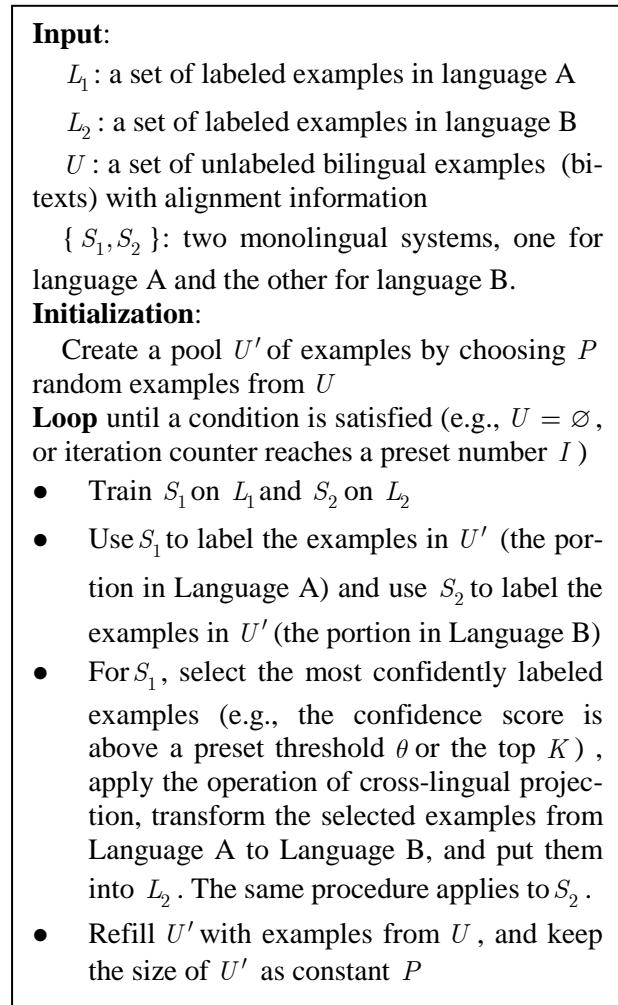 Input:
L₁ : a set of labeled examples in language A
L₂ : a set of labeled examples in language B
U : a set of unlabeled bilingual examples (bi-
texts) with alignment information
{ S₁, S₂ }: two monolingual systems, one for
language A and the other for language B.
Initialization:
Create a pool U′ of examples by choosing P
random examples from U
Loop until a condition is satisfied (e.g., U = ∅ ,
or iteration counter reaches a preset number I )
● Train S₁ on L₁ and S₂ on L₂
● Use S₁ to label the examples in U′ (the por-
tion in Language A) and use S₂ to label the
examples in U′ (the portion in Language B)
● For S₁, select the most confidently labeled
examples (e.g., the confidence score is
above a preset threshold θ or the top K ) ,
apply the operation of cross-lingual projec-
tion, transform the selected examples from
Language A to Language B, and put them
into L₂ . The same procedure applies to S₂ .
● Refill U′ with examples from U , and keep
the size of U′ as constant P